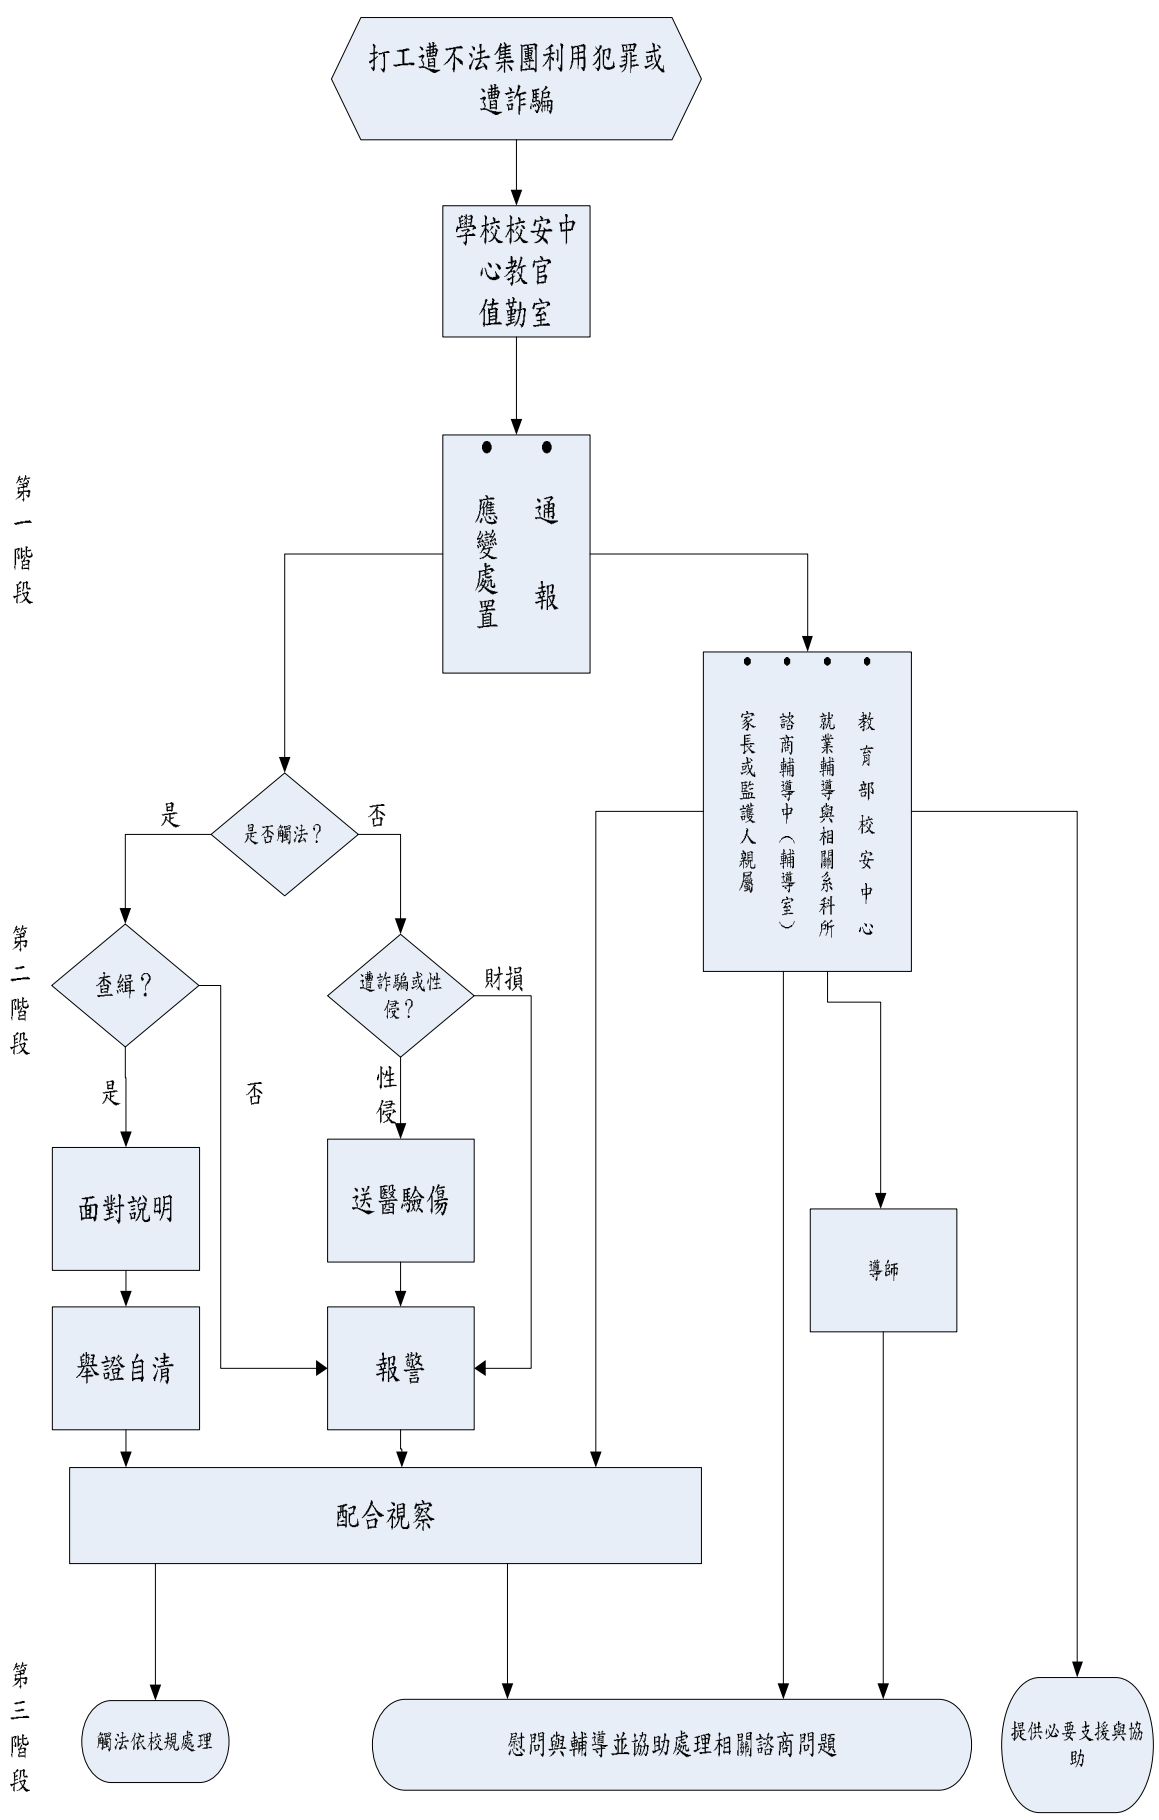 打工遭不法集團利用犯罪或
遭詐騙
學校校安中
心教官
值勤室
第一階段
通報
應變處置
教育部校安中心
就業輔導與相關系科所
諮商輔導中（輔導室）
家長或監護人親屬
是
是否觸法？
否
第二階段
查緝？
遭詐騙或性
侵？
財損
是
否
性侵
面對說明
送醫驗傷
導師
舉證自清
報警
配合視察
第三階段
觸法依校規處理
慰問與輔導並協助處理相關諮商問題
提供必要支援與協
助